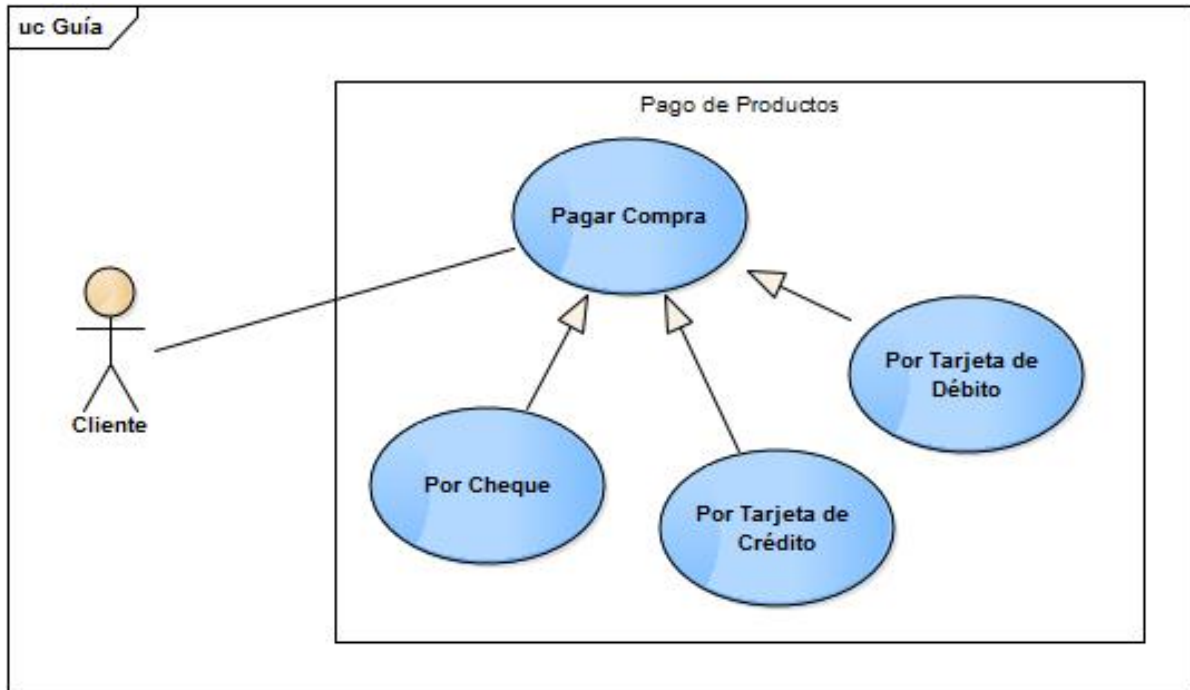 uc Guía
Pago de Productos
Pagar Compra
Por Tarjeta de
Débito
Cliente
Por Cheque
Por Tarjeta de
Crédito